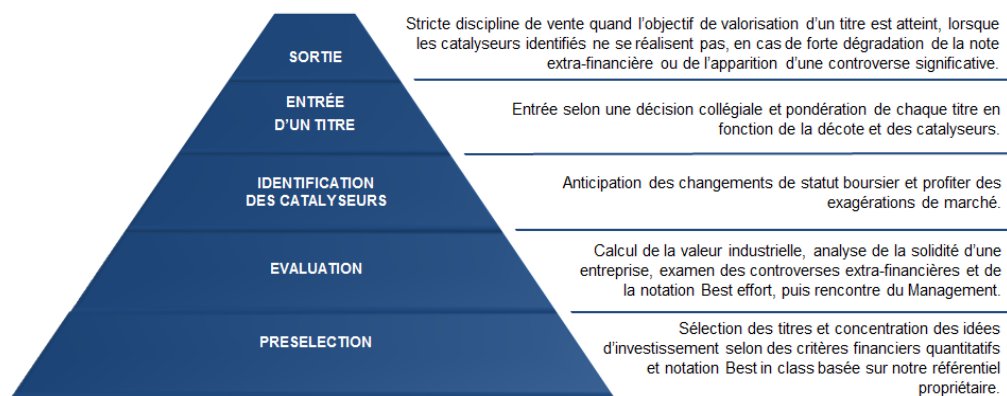 SORTIE
Stricte discipline de vente quand l'objectif de valorisation d'un titre est atteint, lorsque
les catalyseurs identifiés ne se réalisent pas, en cas de forte dégradation de la note
extra-financière ou de l'apparition d'une controverse significative.
ENTRÉE
D'UN TITRE
Entrée selon une décision collégiale et pondération de chaque titre en
fonction de la décote et des catalyseurs.
IDENTIFICATION
DES CATALYSEURS
Anticipation des changements de statut boursier et profiter des
exagérations de marché.
EVALUATION
Calcul de la valeur industrielle, analyse de la solidité d'une
entreprise, examen des controverses extra-financières et de
la notation Best effort, puis rencontre du Management.
PRESELECTION
Sélection des titres et concentration des idées
d'investissement selon des critères financiers quantitatifs
et notation Best in class basée sur notre référentiel
propriétaire.